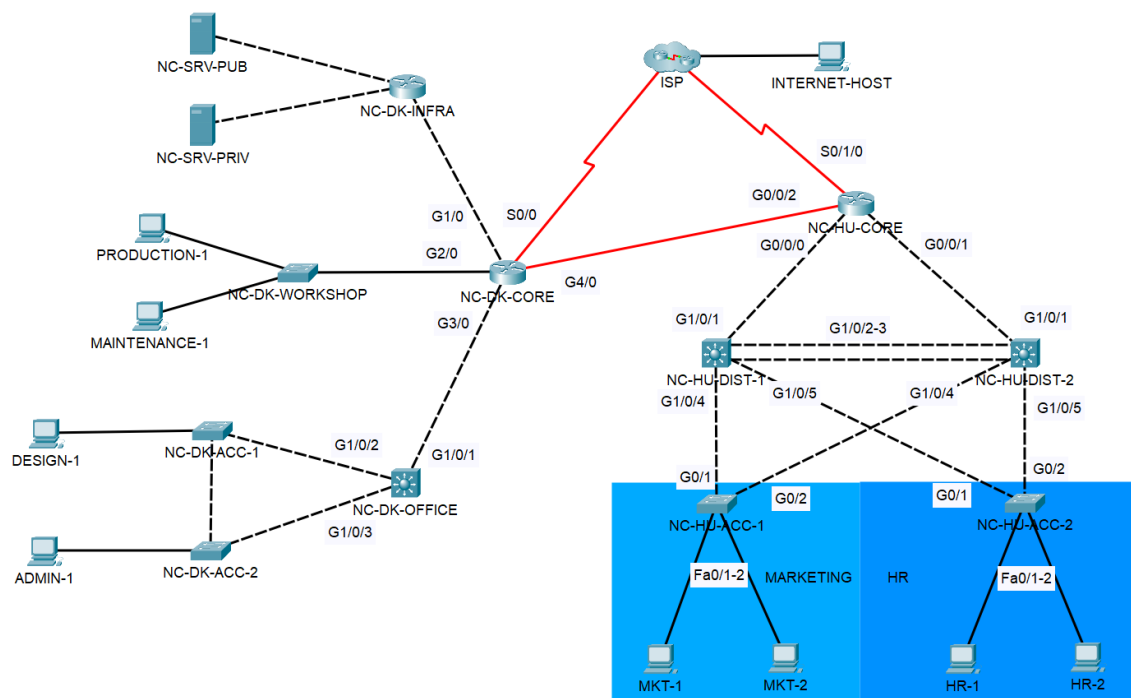 NC-SRV-PUB
ISP
INTERNET-HOST
NC-DK-INFRA
NC-SRV-PRIV
S0/1/0
G0/0/2
NC-HU-CORE
G1/0
S0/0
PRODUCTION-1
G2/0
G0/0/0
G0/0/1
NC-DK-WORKSHOP
NC-DK-CORE
G4/0
MAINTENANCE-1
G3/0
G1/0/1
G1/0/2-3
G1/0/1
NC-HU-DIST-1
NC-HU-DIST-2
G1/0/4
G1/0/5
G1/0/4
G1/0/5
DESIGN-1
NC-DK-ACC-1
G1/0/2
G1/0/1
NC-DK-OFFICE
G1/0/3
ADMIN-1
NC-DK-ACC-2
G0/1
G0/2
G0/1
G0/2
NC-HU-ACC-1
NC-HU-ACC-2
Fa0/1-2
MARKETING
HR
Fa0/1-2
MKT-1
MKT-2
HR-1
HR-2